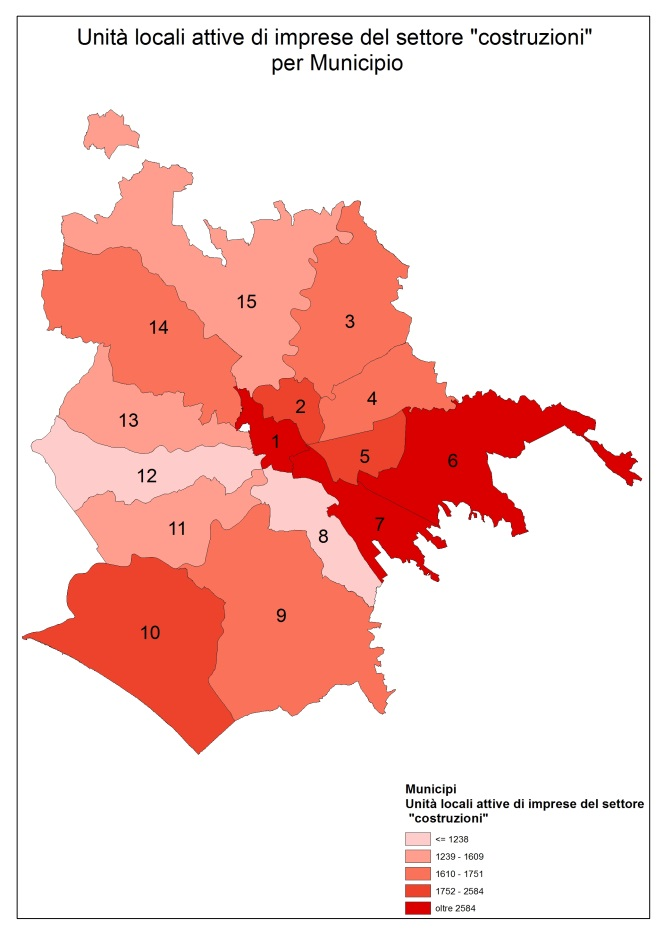 Unità locali attive di imprese del settore "costruzioni"
per Municipio
15
3
14
2
4
13
1
5
6
12
7
11
8
9
10
Municipi
Unità locali attive di imprese del settore
"costruzioni"
<= 1238
1239 - 1609
1610 - 1751
1752 - 2584
oltre 2584